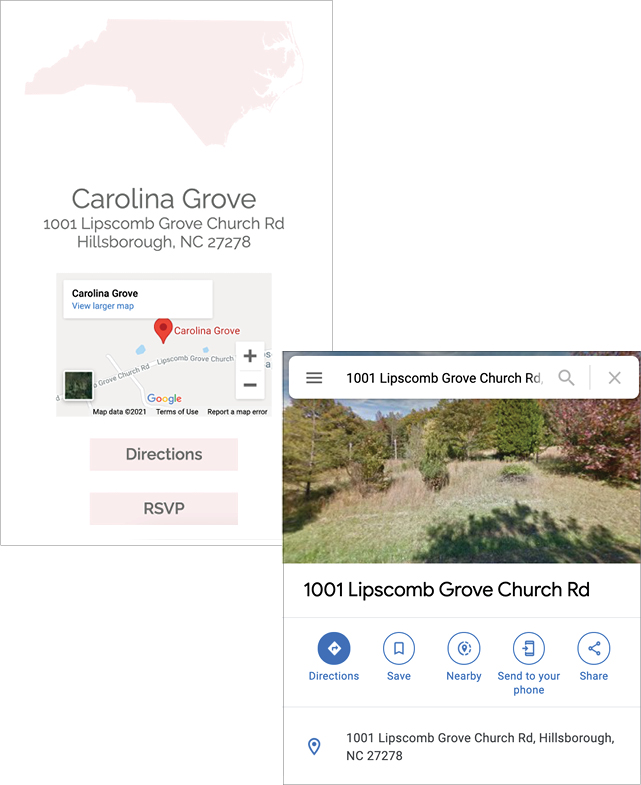 Carolina Grove
1001 Lipscomb Grove Church Rd
Hillsborough, NC 27278
Carolina Grove
View larger map
Carolina Grove
Grove Church Rd
Lipscomb Grove Church
Google
Map data ©2021 Terms of Use Report a map error
Directions
RSVP
1001 Lipscomb Grove Church Rd,
1001 Lipscomb Grove Church Rd
Directions
Save
Nearby
Send to your
phone
Share
1001 Lipscomb Grove Church Rd, Hillsborough,
NC 27278